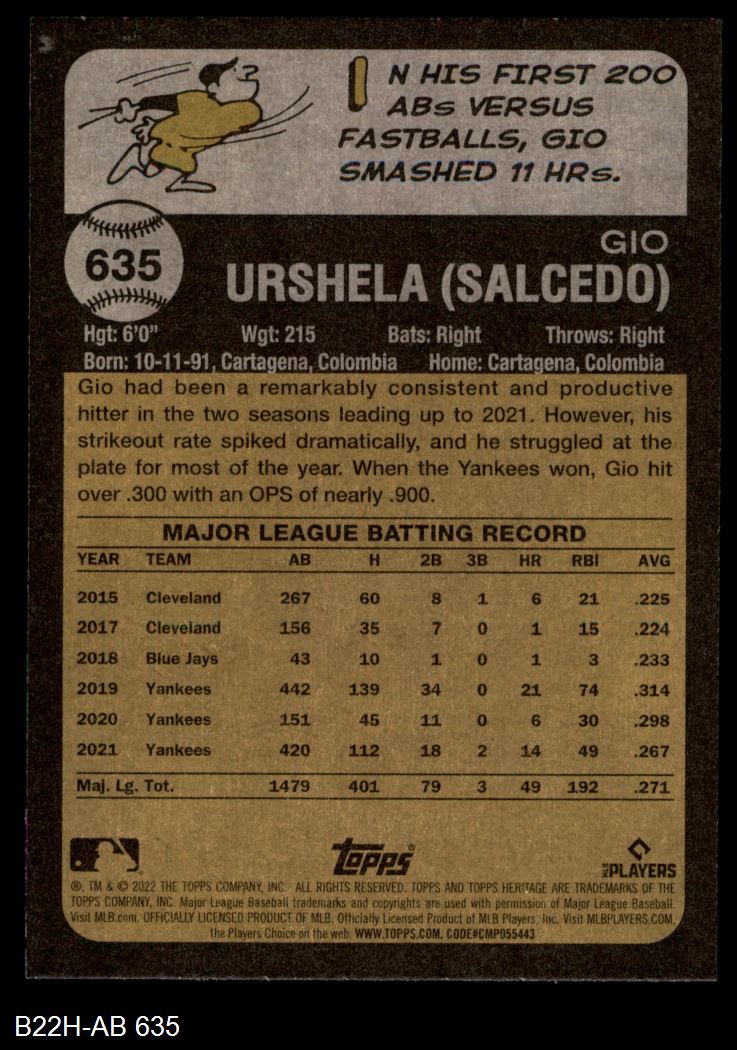 IN HIS FIRST 200
ABs VERSUS
FASTBALLS, GIO
SMASHED 11 HRs.
635
GIO
URSHELA (SALCEDO)
Hgt: 6'0" Wgt: 215 Bats: Right Throws: Right
Born: 10-11-91, Cartagena, Colombia Home: Cartagena, Colombia
Gio had been a remarkably consistent and productive
hitter in the two seasons leading up to 2021. However, his
strikeout rate spiked dramatically, and he struggled at the
plate for most of the year. When the Yankees won, Gio hit
over .300 with an OPS of nearly .900.
MAJOR LEAGUE BATTING RECORD
YEAR TEAM AB H 2B 3B HR RBI AVG
2015 Cleveland 267 60 8 1 6 21 .225
2017 Cleveland 156 35 7 0 1 15 .224
2018 Blue Jays 43 10 1 0 1 3 .233
2019 Yankees 442 139 34 0 21 74 .314
2020 Yankees 151 45 11 0 6 30 .298
2021 Yankees 420 112 18 2 14 49 .267
Maj. Lg. Tot. 1479 401 79 3 49 192 .271
Topps®
MLB PLAYERS
®, TM & © 2022 THE TOPPS COMPANY, INC. ALL RIGHTS RESERVED. TOPPS AND TOPPS HERITAGE ARE TRADEMARKS OF THE
TOPPS COMPANY, INC. Major League Baseball trademarks and copyrights are used with permission of Major League Baseball.
Visit MLB.com. OFFICIALLY LICENSED PRODUCT OF MLB. Officially Licensed Product of MLB Players, Inc. Visit MLBPLAYERS.COM,
the Players Choice on the web. WWW.TOPPS.COM. CODE#CMP055443
B22H-AB 635